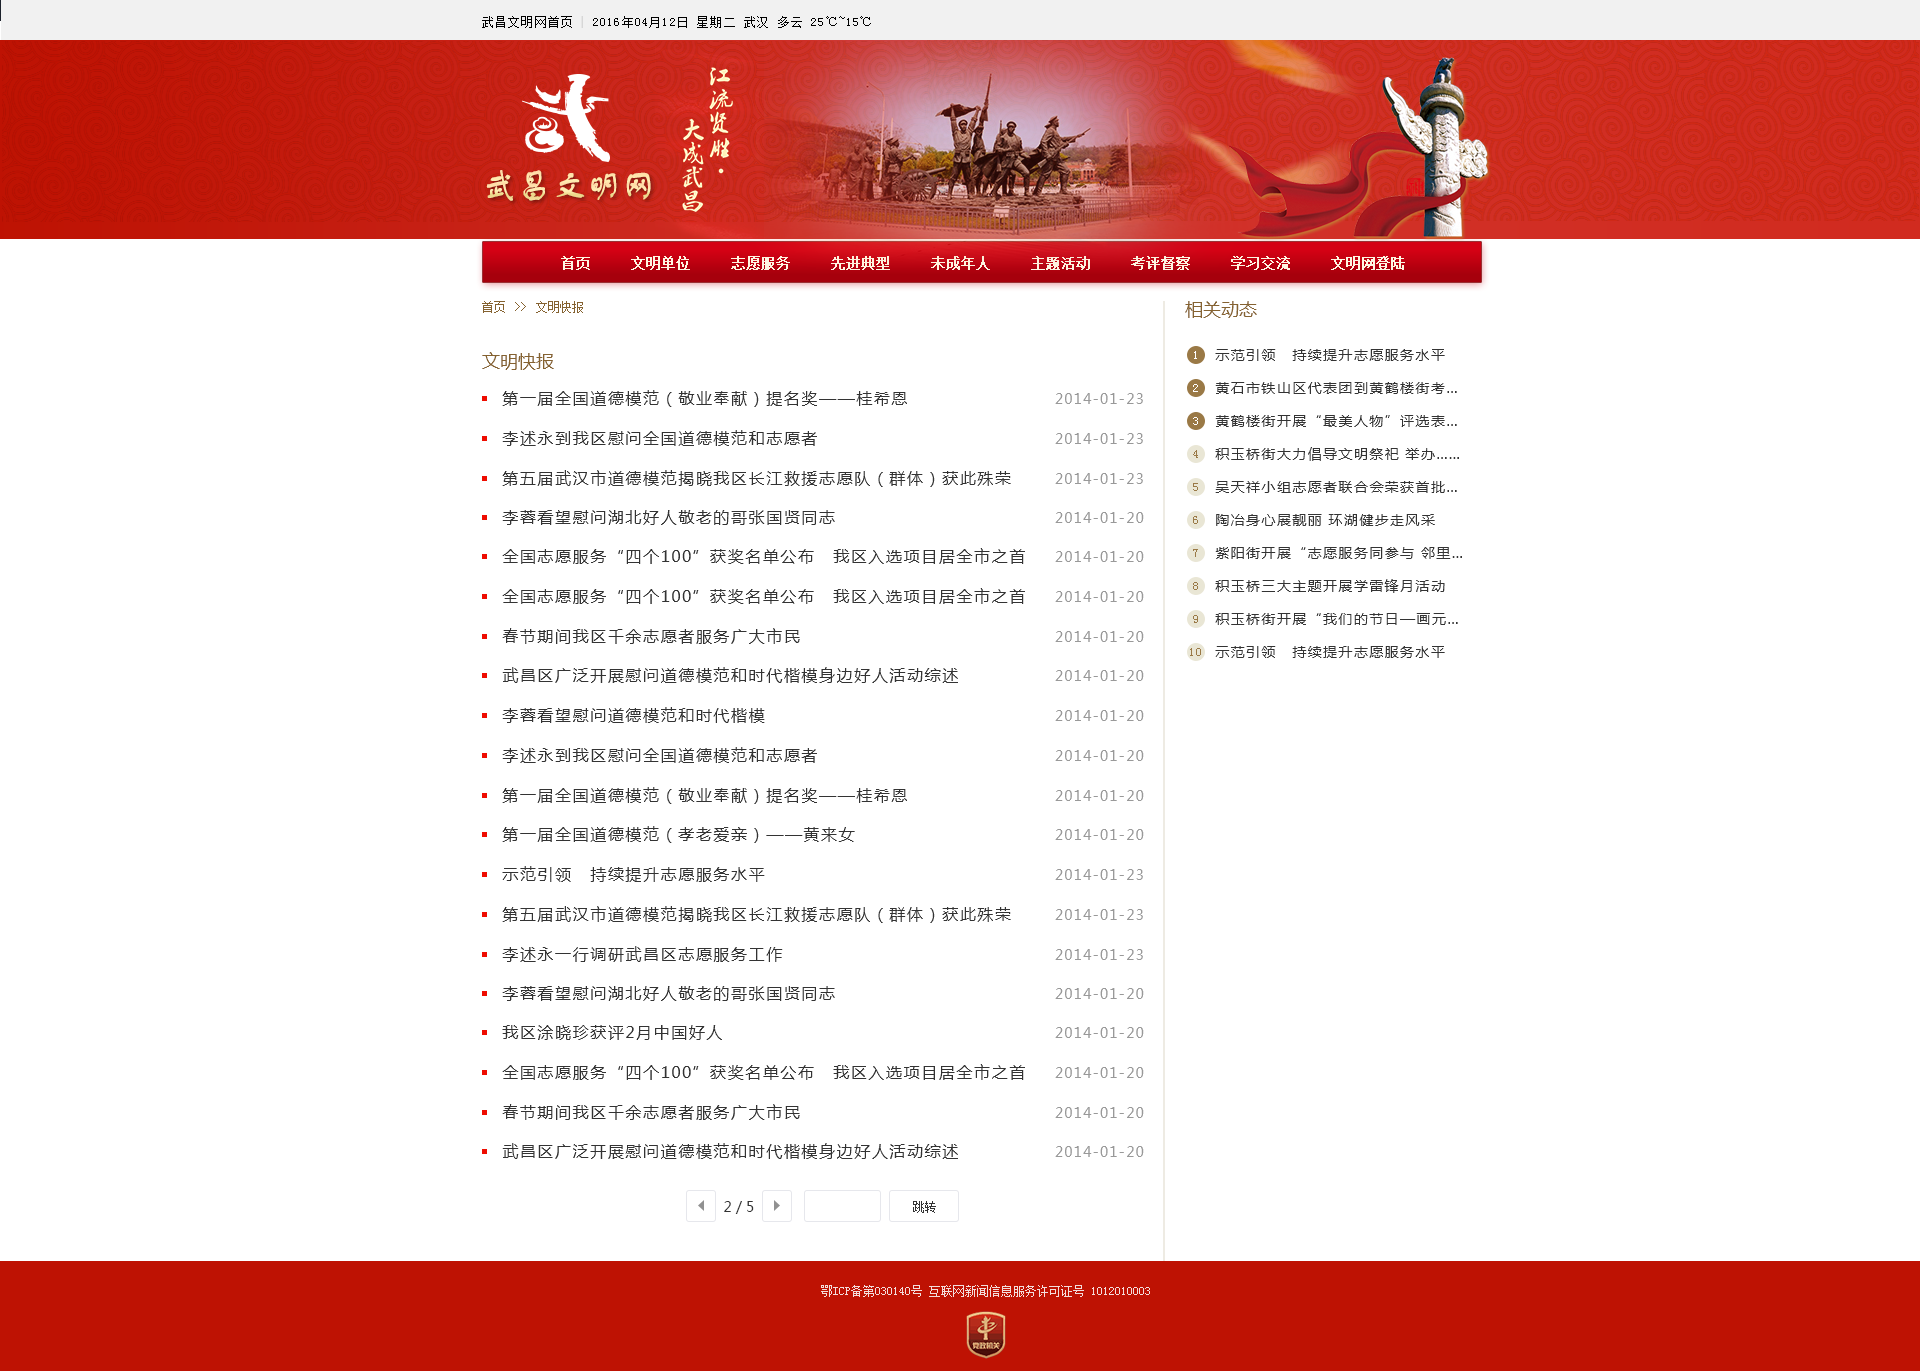 武昌文明网首页 | 2016年04月12日 星期二 武汉 多云 25℃~15℃
武昌文明网
江流贤胜·
大成武昌
首页 文明单位 志愿服务 先进典型 未成年人 主题活动 考评督察 学习交流 文明网登陆
首页 >> 文明快报
文明快报
第一届全国道德模范（敬业奉献）提名奖——桂希恩 2014-01-23
李述永到我区慰问全国道德模范和志愿者 2014-01-23
第五届武汉市道德模范揭晓我区长江救援志愿队（群体）获此殊荣 2014-01-23
李蓉看望慰问湖北好人敬老的哥张国贤同志 2014-01-20
全国志愿服务“四个100”获奖名单公布　我区入选项目居全市之首 2014-01-20
全国志愿服务“四个100”获奖名单公布　我区入选项目居全市之首 2014-01-20
春节期间我区千余志愿者服务广大市民 2014-01-20
武昌区广泛开展慰问道德模范和时代楷模身边好人活动综述 2014-01-20
李蓉看望慰问道德模范和时代楷模 2014-01-20
李述永到我区慰问全国道德模范和志愿者 2014-01-20
第一届全国道德模范（敬业奉献）提名奖——桂希恩 2014-01-20
第一届全国道德模范（孝老爱亲）——黄来女 2014-01-20
示范引领　持续提升志愿服务水平 2014-01-23
第五届武汉市道德模范揭晓我区长江救援志愿队（群体）获此殊荣 2014-01-23
李述永一行调研武昌区志愿服务工作 2014-01-23
李蓉看望慰问湖北好人敬老的哥张国贤同志 2014-01-20
我区涂晓珍获评2月中国好人 2014-01-20
全国志愿服务“四个100”获奖名单公布　我区入选项目居全市之首 2014-01-20
春节期间我区千余志愿者服务广大市民 2014-01-20
武昌区广泛开展慰问道德模范和时代楷模身边好人活动综述 2014-01-20
2 / 5 跳转
相关动态
1 示范引领　持续提升志愿服务水平
2 黄石市铁山区代表团到黄鹤楼街考...
3 黄鹤楼街开展“最美人物”评选表...
4 积玉桥街大力倡导文明祭祀 举办......
5 吴天祥小组志愿者联合会荣获首批...
6 陶冶身心展靓丽 环湖健步走风采
7 紫阳街开展“志愿服务同参与 邻里...
8 积玉桥三大主题开展学雷锋月活动
9 积玉桥街开展“我们的节日—画元...
10 示范引领　持续提升志愿服务水平
鄂ICP备第030140号 互联网新闻信息服务许可证号 1012010003
党政机关